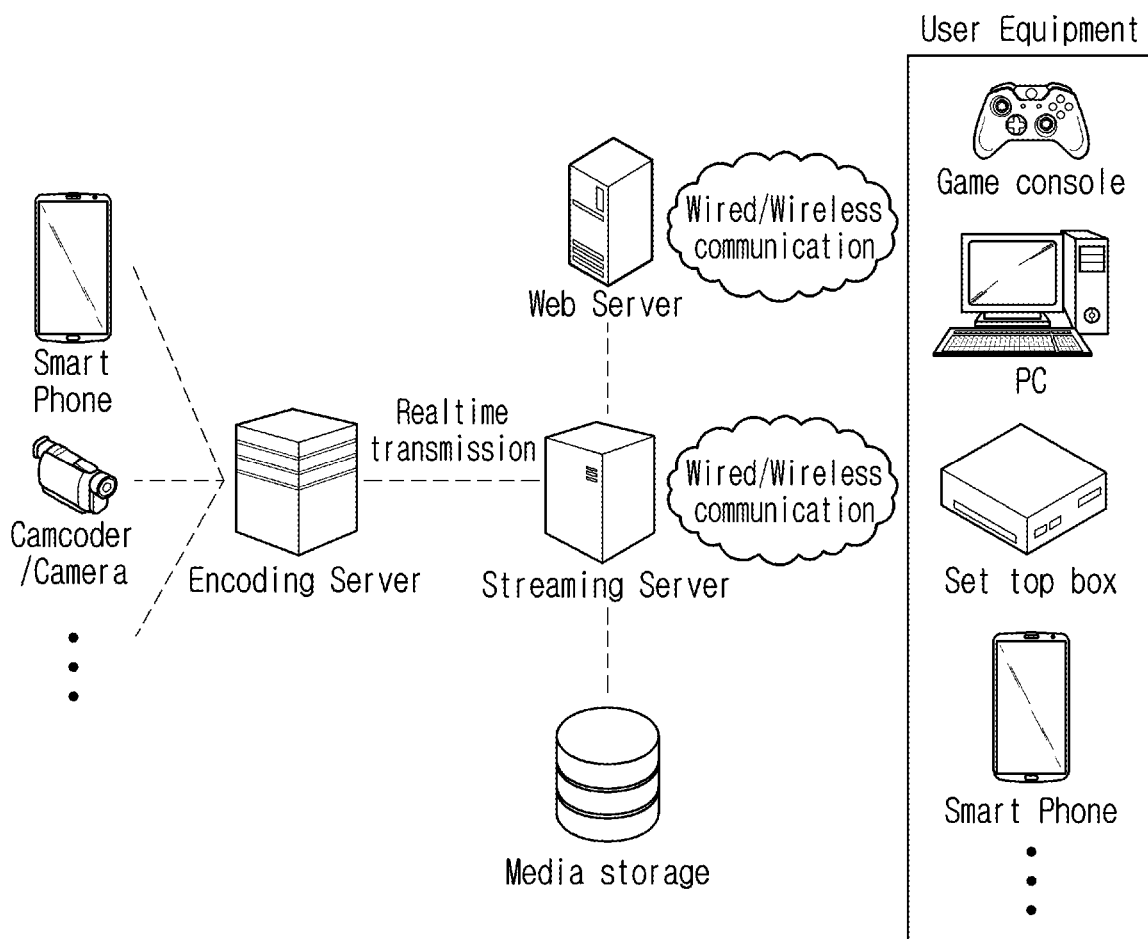 User Equipment
Game console
PC
Set top box
Smart Phone
Wired/Wireless
communication
Web Server
Smart
Phone
Realtime
transmission
Wired/Wireless
communication
Camcoder
/Camera
Encoding Server
Streaming Server
Media storage